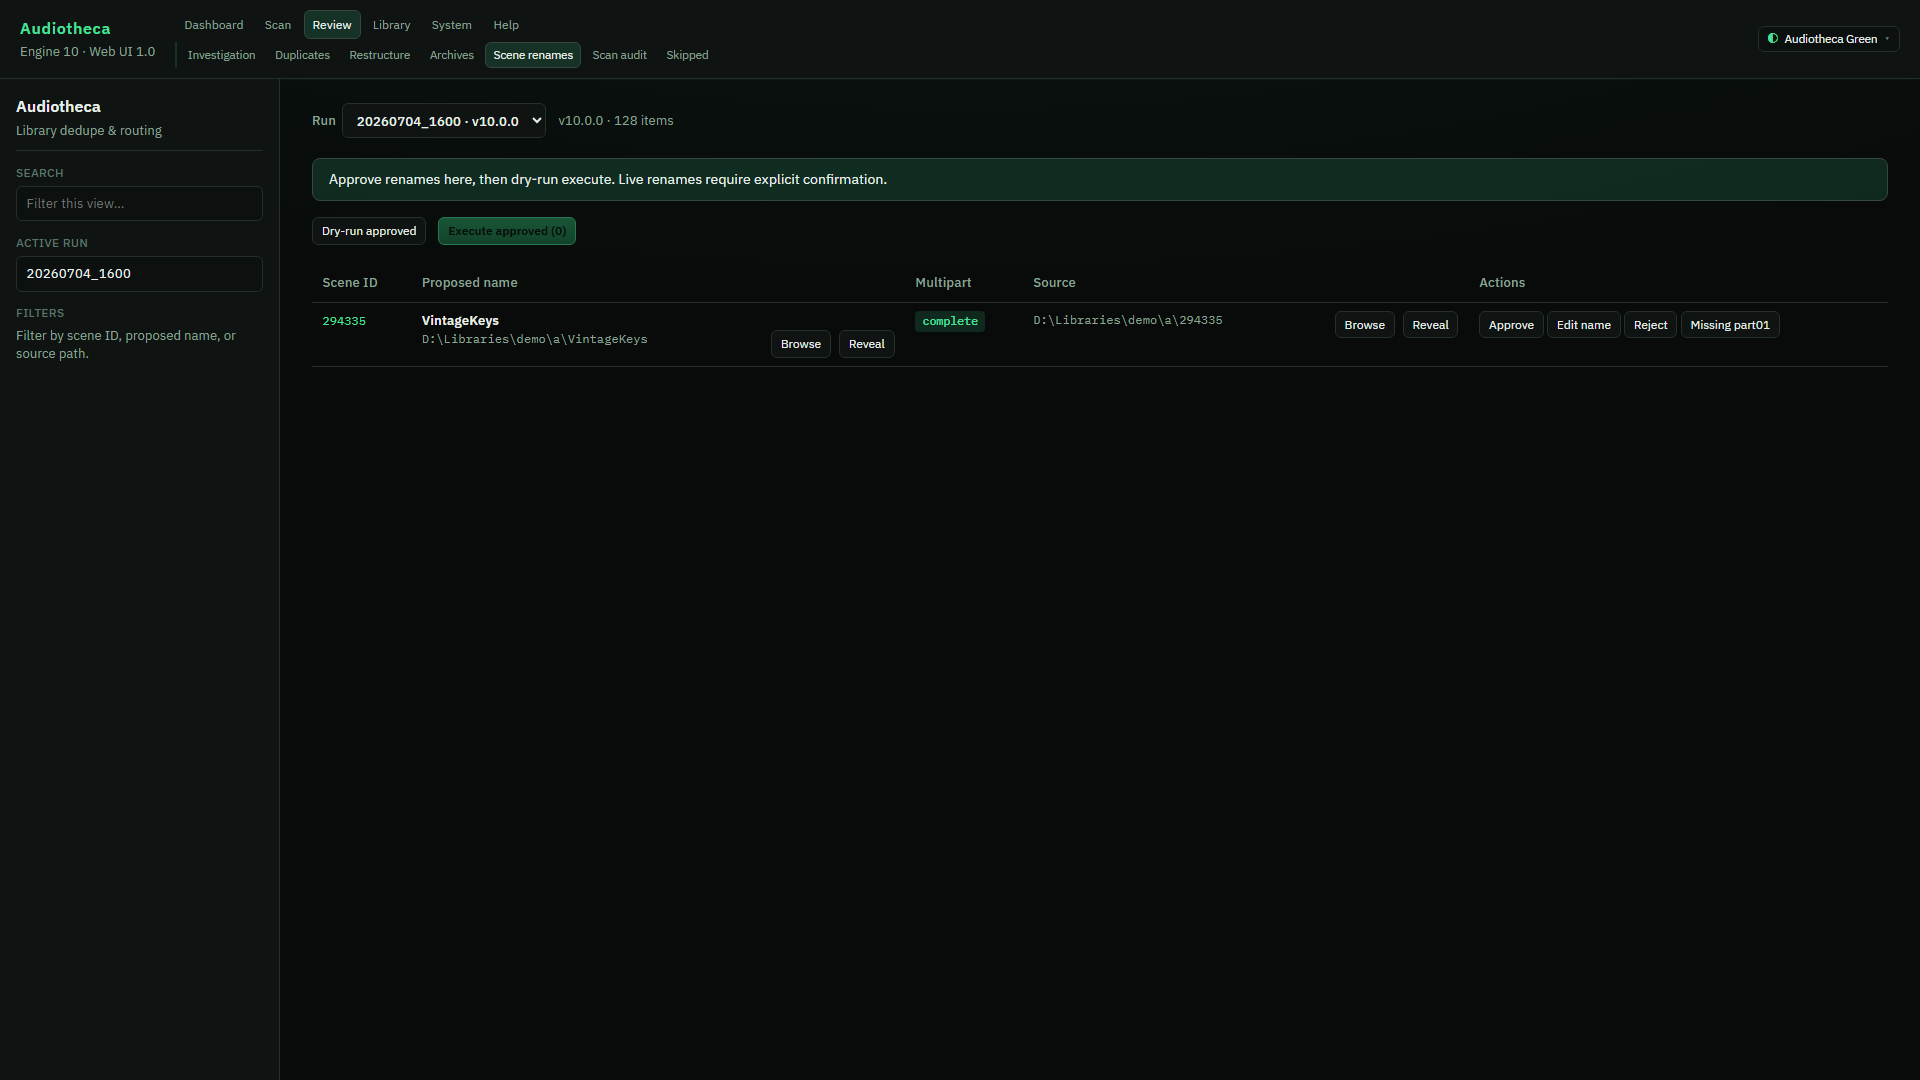 Audiotheca
Engine 10 · Web UI 1.0
Dashboard Scan Review Library System Help
Investigation Duplicates Restructure Archives Scene renames Scan audit Skipped
Audiotheca Green
Audiotheca
Library dedupe & routing
SEARCH
Filter this view...
ACTIVE RUN
20260704_1600
FILTERS
Filter by scene ID, proposed name, or
source path.
Run 20260704_1600 · v10.0.0 v10.0.0 · 128 items
Approve renames here, then dry-run execute. Live renames require explicit confirmation.
Dry-run approved Execute approved (0)
Scene ID Proposed name Multipart Source Actions
294335 VintageKeys complete D:\Libraries\demo\a\294335 Browse Reveal Approve Edit name Reject Missing part01
D:\Libraries\demo\a\VintageKeys Browse Reveal